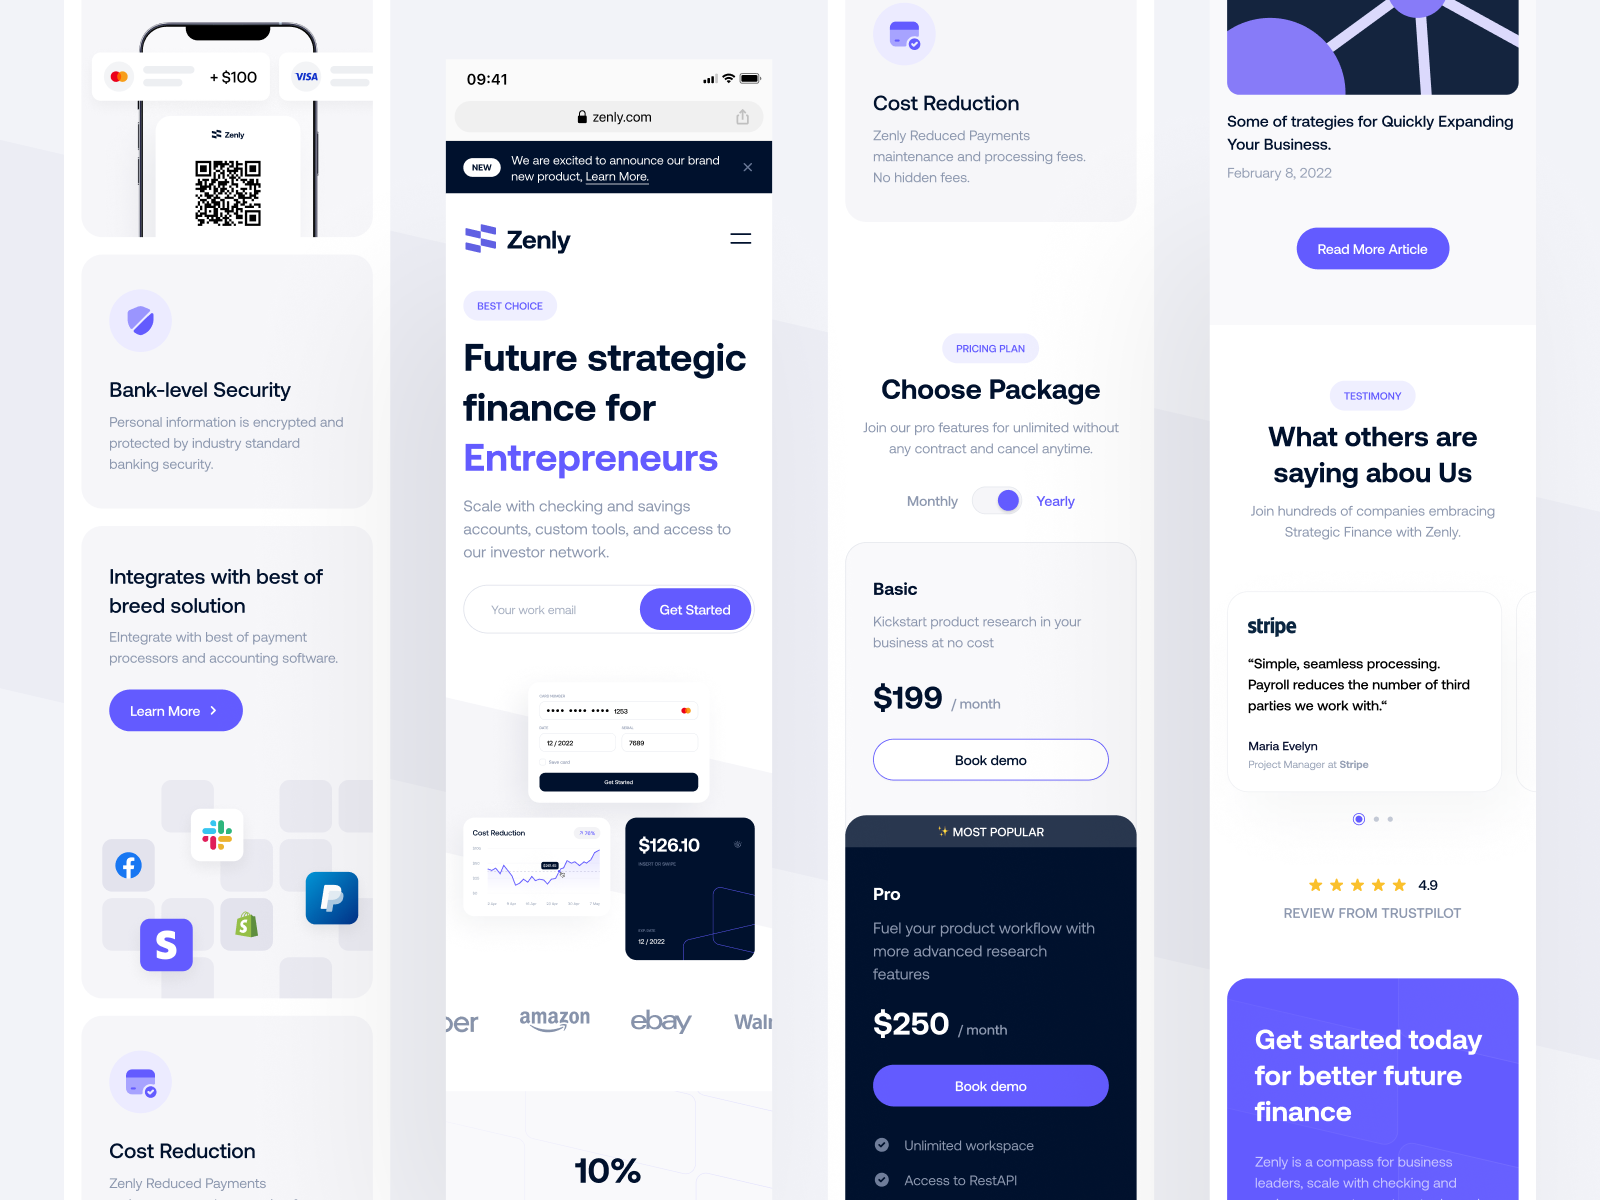 + $100
VISA
Zenly
Bank-level Security
Personal information is encrypted and
protected by industry standard
banking security.
Integrates with best of
breed solution
EIntegrate with best of payment
processors and accounting software.
Learn More
Cost Reduction
Zenly Reduced Payments
09:41
zenly.com
NEW
We are excited to announce our brand
new product, Learn More.
Zenly
BEST CHOICE
Future strategic
finance for
Entrepreneurs
Scale with checking and savings
accounts, custom tools, and access to
our investor network.
Your work email
Get Started
CARD NUMBER
•••• •••• •••• 1253
DATE
SERIAL
12 / 2022
7689
Save card
Get Started
Cost Reduction
$126.10
INSERT OR SWIPE
EXP DATE
12 / 2022
amazon
ebay
10%
Cost Reduction
Zenly Reduced Payments
maintenance and processing fees.
No hidden fees.
PRICING PLAN
Choose Package
Join our pro features for unlimited without
any contract and cancel anytime.
Monthly
Yearly
Basic
Kickstart product research in your
business at no cost
$199 / month
Book demo
✨ MOST POPULAR
Pro
Fuel your product workflow with
more advanced research
features
$250 / month
Book demo
Unlimited workspace
Access to RestAPI
Some of trategies for Quickly Expanding
Your Business.
February 8, 2022
Read More Article
TESTIMONY
What others are
saying abou Us
Join hundreds of companies embracing
Strategic Finance with Zenly.
stripe
“Simple, seamless processing.
Payroll reduces the number of third
parties we work with.“
Maria Evelyn
Project Manager at Stripe
4.9
REVIEW FROM TRUSTPILOT
Get started today
for better future
finance
Zenly is a compass for business
leaders, scale with checking and